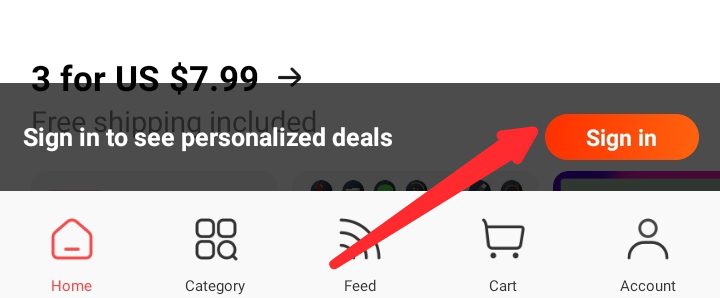 3 for US $7.99 →
Free shipping included
Sign in to see personalized deals
Sign in
Home
Category
Feed
Cart
Account